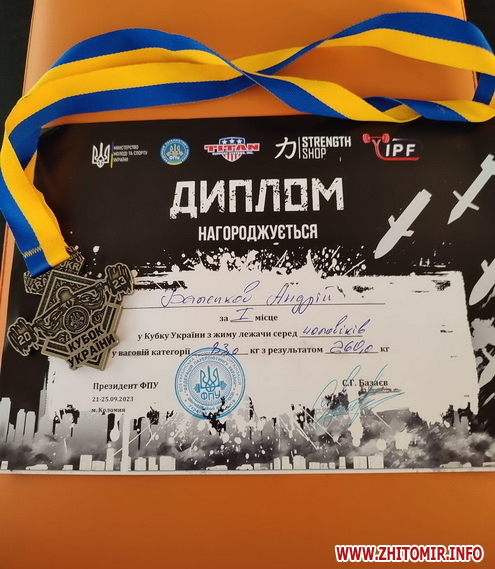 МІНІСТЕРСТВО
МОЛОДІ ТА СПОРТУ
УКРАЇНИ
TITAN
STRENGTH
SHOP
IPF
ДИПЛОМ
НАГОРОДЖУЄТЬСЯ
Андрій
за I місце
у Кубку України з жиму лежачи серед чоловіків
у ваговій категорії 83,0 кг з результатом 260,0 кг
Президент ФПУ
С.Г. Базаєв
21-25.09.2023
м. Коломия
ФПУ
20 23
КУБОК
УКРАЇНИ
WWW.ZHITOMIR.INFO